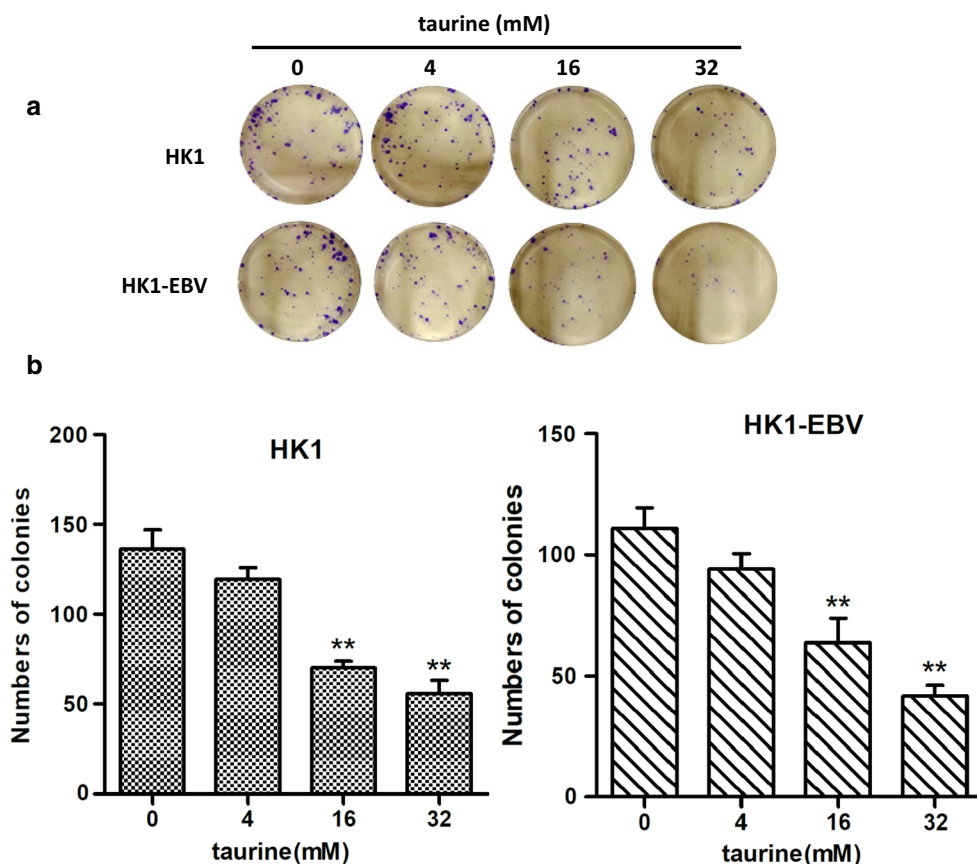 taurine (mM)
0 4 16 32
a
HK1
HK1-EBV
b
HK1
Numbers of colonies
200
150
100
50
0
**
**
0 4 16 32
taurine(mM)
HK1-EBV
Numbers of colonies
150
100
50
0
**
**
0 4 16 32
taurine(mM)